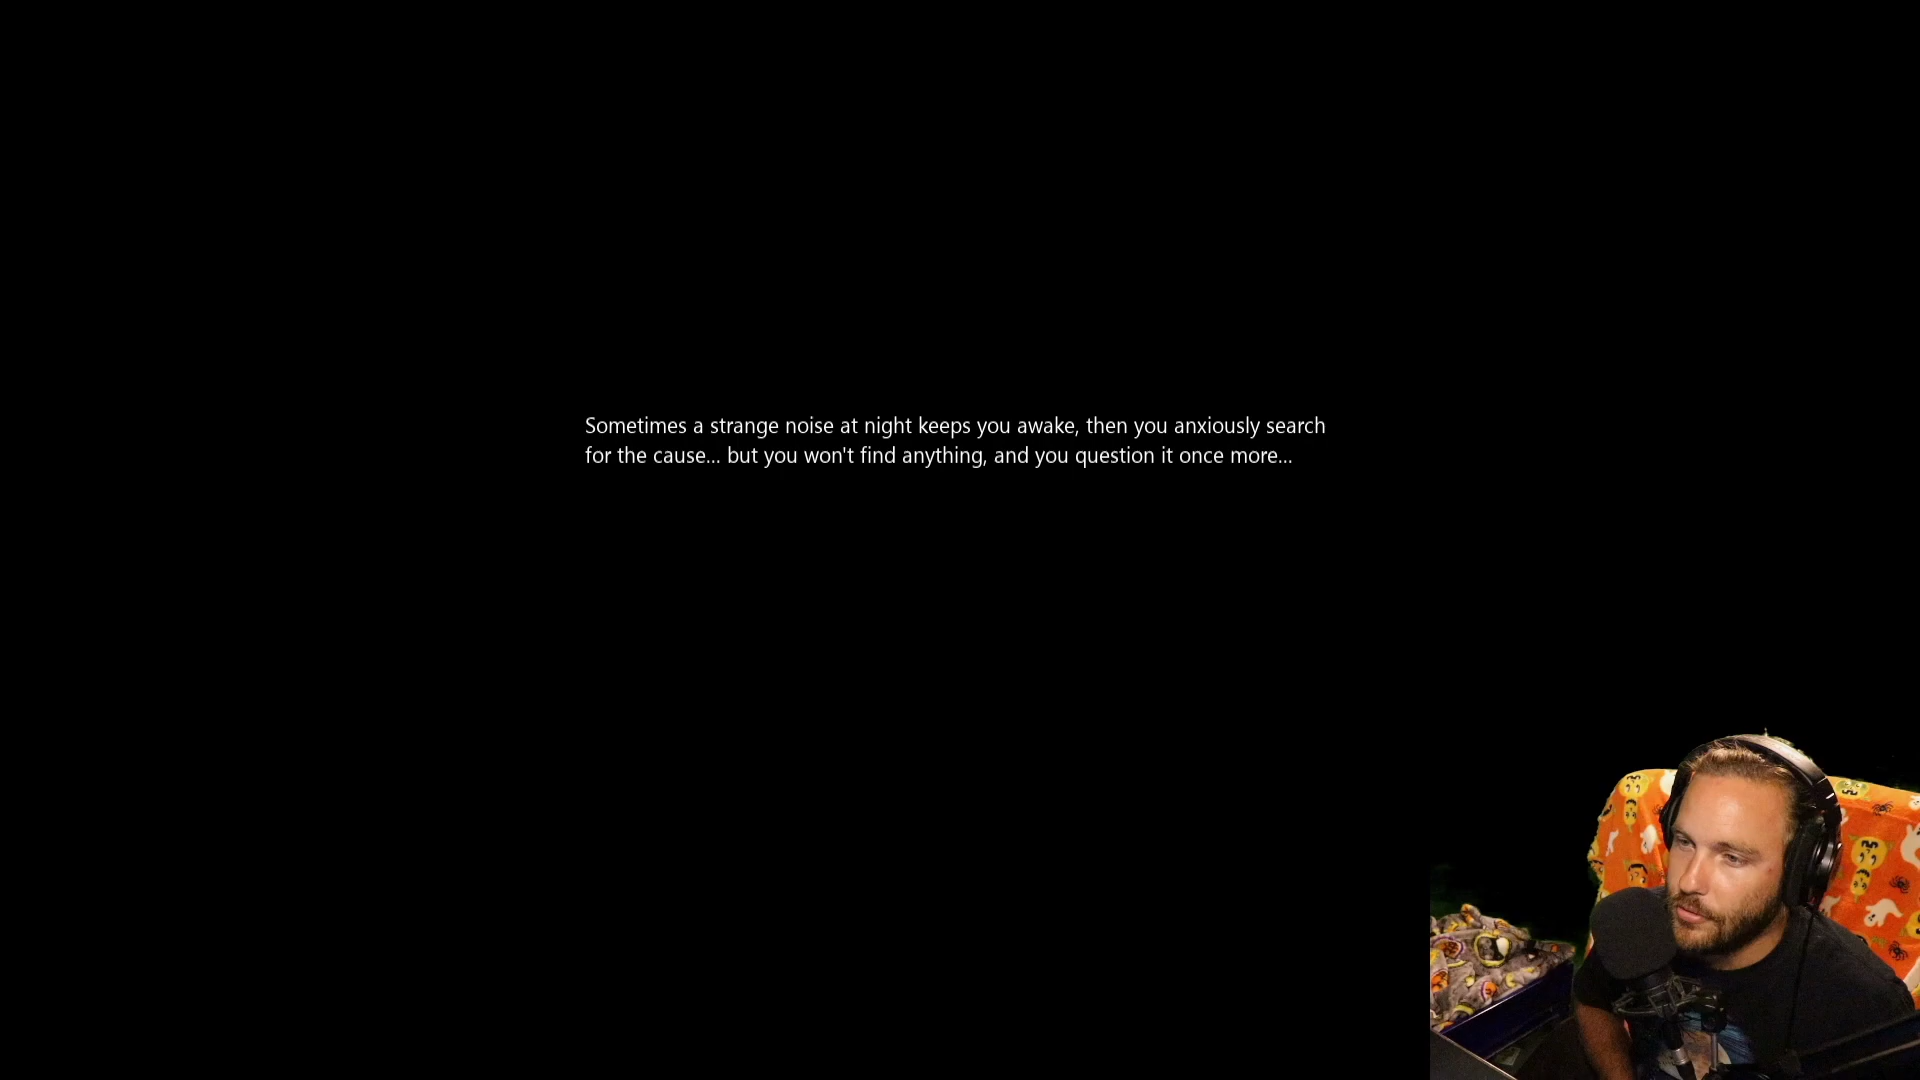 Sometimes a strange noise at night keeps you awake, then you anxiously search
for the cause... but you won't find anything, and you question it once more...